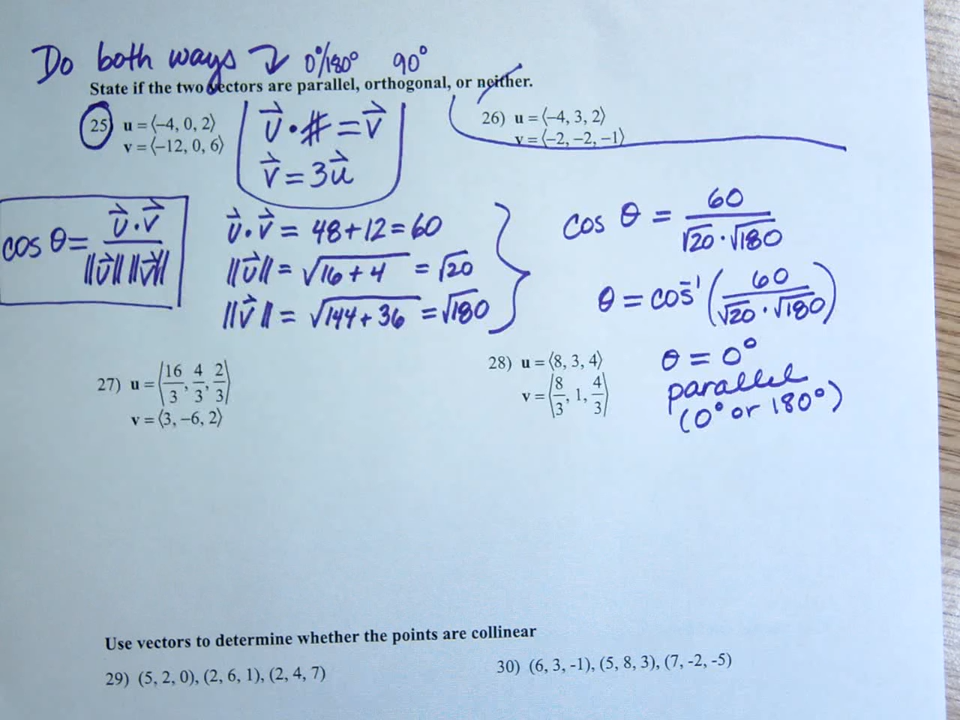 Do both ways ↓ 0°/180° 90°
State if the two vectors are parallel, orthogonal, or neither.
25) u = ⟨-4, 0, 2⟩
v = ⟨-12, 0, 6⟩
U⃗ · # = V⃗
V⃗ = 3u⃗
26) u = ⟨-4, 3, 2⟩
v = ⟨-2, -2, -1⟩
cos θ = U⃗·V⃗ / ||U⃗|| ||V⃗||
U⃗ · V⃗ = 48 + 12 = 60
||U⃗|| = √(16 + 4) = √20
||V⃗|| = √(144 + 36) = √180
cos θ = 60 / √20 · √180
θ = cos⁻¹ (60 / √20 · √180)
θ = 0°
parallel
(0° or 180°)
27) u = ⟨16/3, 4/3, 2/3⟩
v = ⟨3, -6, 2⟩
28) u = ⟨8, 3, 4⟩
v = ⟨8/3, 1, 4/3⟩
Use vectors to determine whether the points are collinear
29) (5, 2, 0), (2, 6, 1), (2, 4, 7)
30) (6, 3, -1), (5, 8, 3), (7, -2, -5)